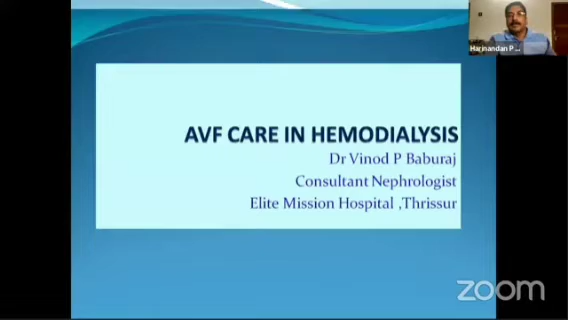 AVF CARE IN HEMODIALYSIS
Dr Vinod P Baburaj
Consultant Nephrologist
Elite Mission Hospital ,Thrissur
Harinandan P ...
zoom